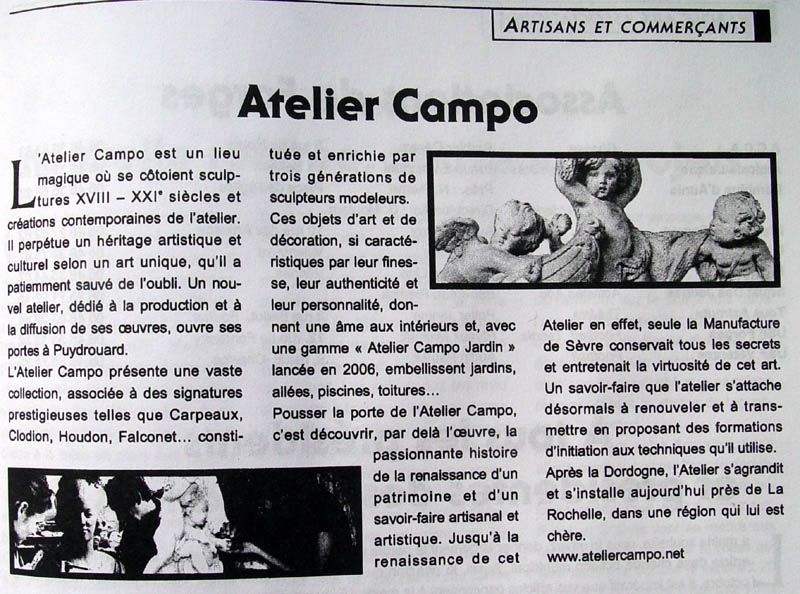 ARTISANS ET COMMERÇANTS
Atelier Campo
L'Atelier Campo est un lieu
magique où se côtoient sculp-
tures XVIII – XXIe siècles et
créations contemporaines de l'atelier.
Il perpétue un héritage artistique et
culturel selon un art unique, qu'il a
patiemment sauvé de l'oubli. Un nou-
vel atelier, dédié à la production et à
la diffusion de ses œuvres, ouvre ses
portes à Puydrouard.
L'Atelier Campo présente une vaste
collection, associée à des signatures
prestigieuses telles que Carpeaux,
Clodion, Houdon, Falconet... consti-
tuée et enrichie par
trois générations de
sculpteurs modeleurs.
Ces objets d'art et de
décoration, si caracté-
ristiques par leur fines-
se, leur authenticité et
leur personnalité, don-
nent une âme aux intérieurs et, avec
une gamme « Atelier Campo Jardin »
lancée en 2006, embellissent jardins,
allées, piscines, toitures...
Pousser la porte de l'Atelier Campo,
c'est découvrir, par delà l'œuvre, la
passionnante histoire
de la renaissance d'un
patrimoine et d'un
savoir-faire artisanal et
artistique. Jusqu'à la
renaissance de cet
Atelier en effet, seule la Manufacture
de Sèvre conservait tous les secrets
et entretenait la virtuosité de cet art.
Un savoir-faire que l'atelier s'attache
désormais à renouveler et à trans-
mettre en proposant des formations
d'initiation aux techniques qu'il utilise.
Après la Dordogne, l'Atelier s'agrandit
et s'installe aujourd'hui près de La
Rochelle, dans une région qui lui est
chère.
www.ateliercampo.net